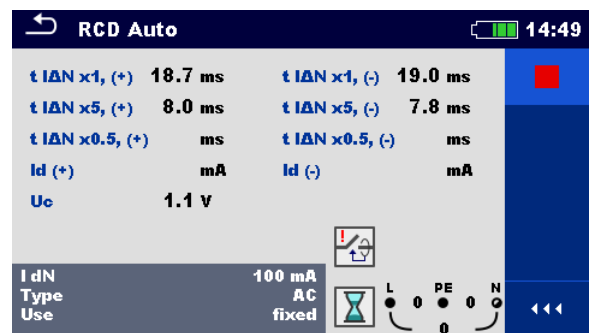 RCD Auto 14:49
t IΔN x1, (+) 18.7 ms t IΔN x1, (-) 19.0 ms
t IΔN x5, (+) 8.0 ms t IΔN x5, (-) 7.8 ms
t IΔN x0.5, (+) ms t IΔN x0.5, (-) ms
Id (+) mA Id (-) mA
Uc 1.1 V
I dN 100 mA
Type AC
Use fixed
L PE N
0 0
0